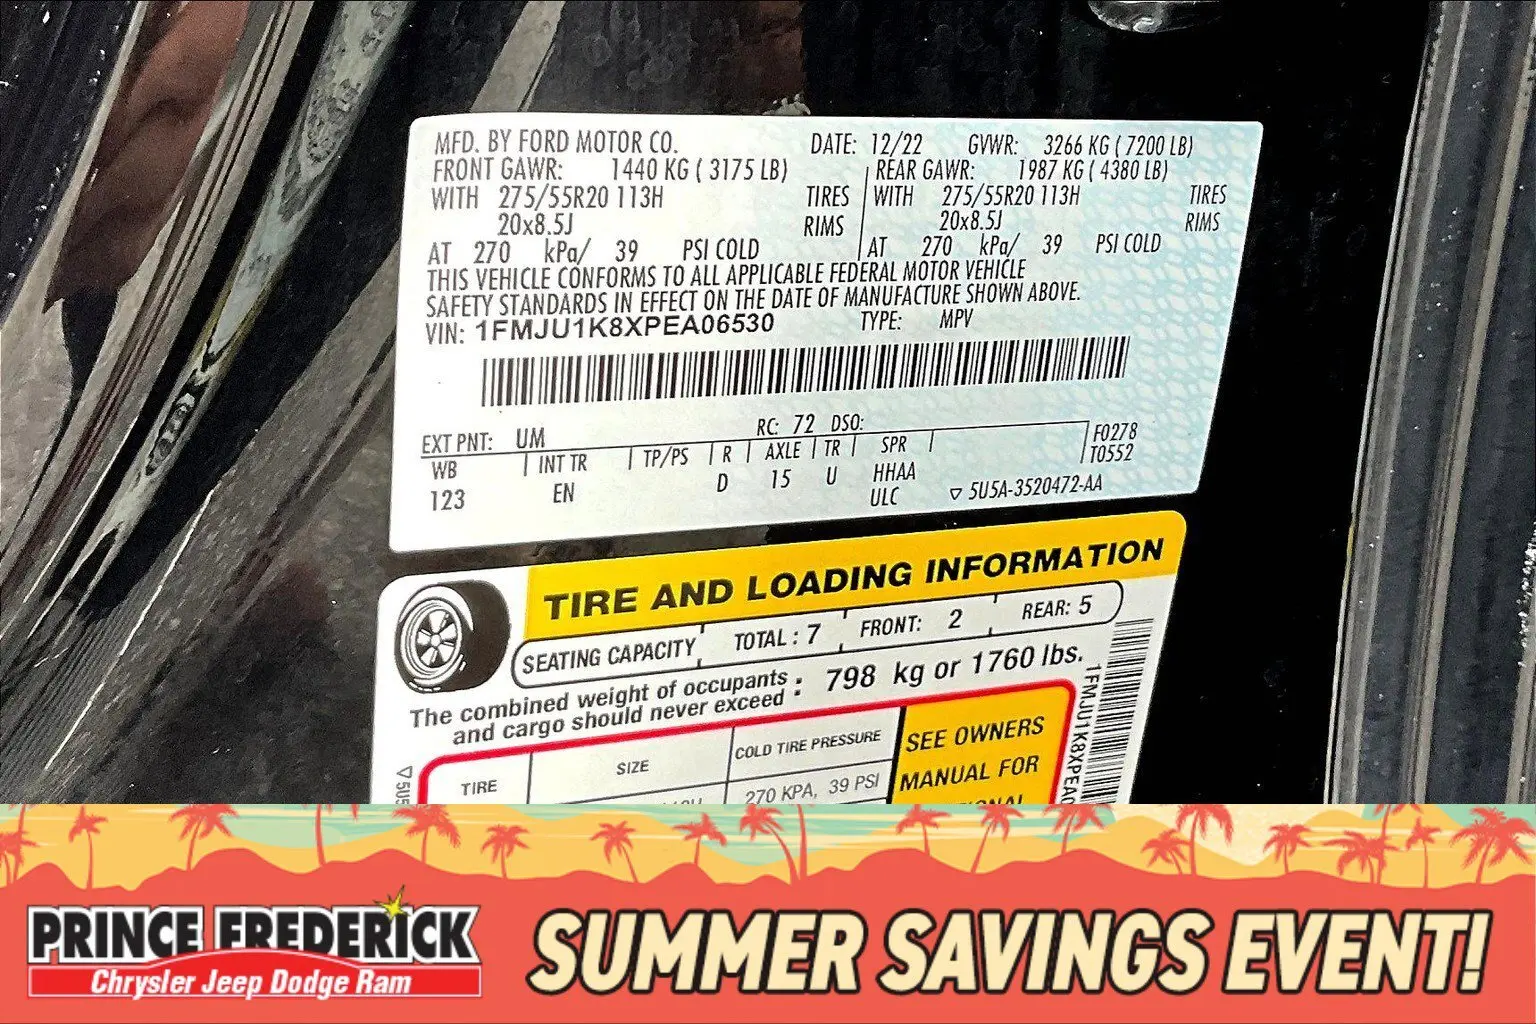 MFD. BY FORD MOTOR CO. DATE: 12/22 GVWR: 3266 KG ( 7200 LB)
FRONT GAWR: 1440 KG ( 3175 LB) REAR GAWR: 1987 KG ( 4380 LB)
WITH 275/55R20 113H TIRES WITH 275/55R20 113H TIRES
20x8.5J RIMS 20x8.5J RIMS
AT 270 kPa/ 39 PSI COLD AT 270 kPa/ 39 PSI COLD
THIS VEHICLE CONFORMS TO ALL APPLICABLE FEDERAL MOTOR VEHICLE
SAFETY STANDARDS IN EFFECT ON THE DATE OF MANUFACTURE SHOWN ABOVE.
VIN: 1FMJU1K8XPEA06530 TYPE: MPV
EXT PNT: UM RC: 72 DSO:
WB INT TR TP/PS R AXLE TR SPR F0278
T0552
123 EN D 15 U HHAA
ULC ▽ 5U5A-3520472-AA
TIRE AND LOADING INFORMATION
SEATING CAPACITY TOTAL : 7 FRONT: 2 REAR: 5
The combined weight of occupants
and cargo should never exceed : 798 kg or 1760 lbs.
TIRE SIZE COLD TIRE PRESSURE SEE OWNERS
MANUAL FOR
270 KPA, 39 PSI
1FMJU1K8XPEA0
PRINCE FREDERICK
Chrysler Jeep Dodge Ram
SUMMER SAVINGS EVENT!